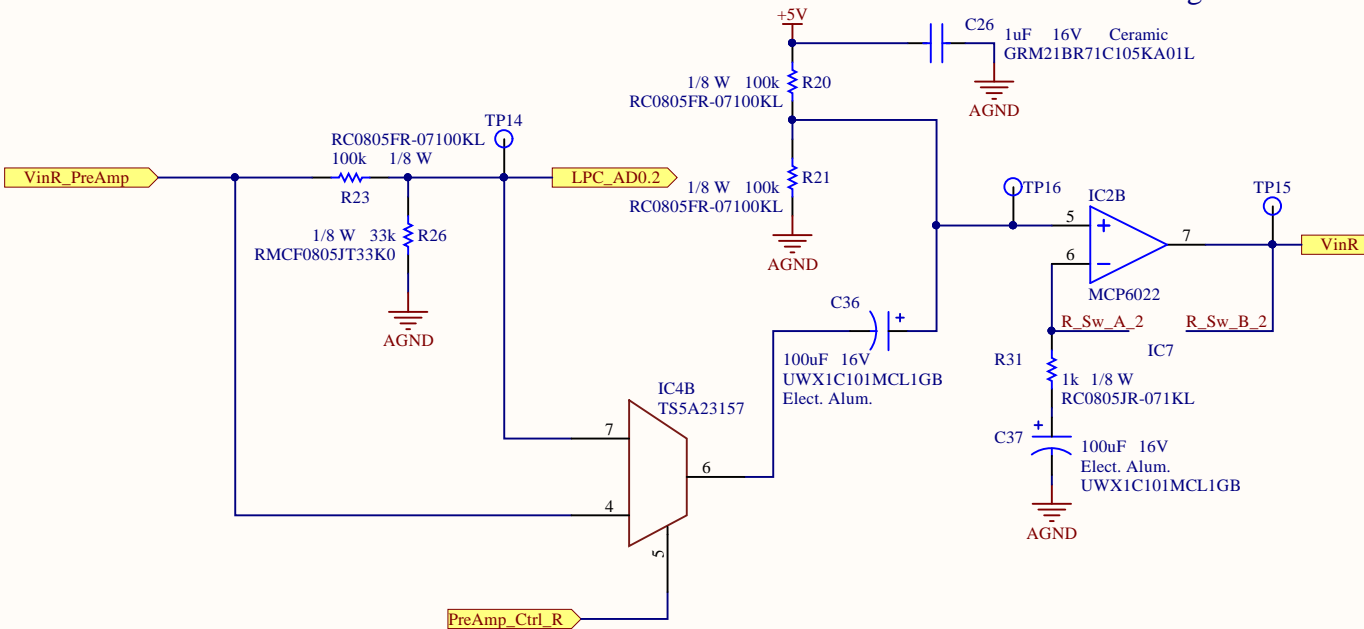 +5V
C26
1uF 16V Ceramic
GRM21BR71C105KA01L
AGND
1/8 W 100k R20
RC0805FR-07100KL
TP14
RC0805FR-07100KL
100k 1/8 W
VinR_PreAmp
R23
LPC_AD0.2
1/8 W 100k R21
RC0805FR-07100KL
AGND
1/8 W 33k R26
RMCF0805JT33K0
AGND
TP16
IC2B
TP15
5
6
7
VinR
MCP6022
R_Sw_A_2
R_Sw_B_2
IC7
C36
+
100uF 16V
UWX1C101MCL1GB
Elect. Alum.
R31
1k 1/8 W
RC0805JR-071KL
IC4B
TS5A23157
7
6
4
5
C37
+
100uF 16V
Elect. Alum.
UWX1C101MCL1GB
AGND
PreAmp_Ctrl_R